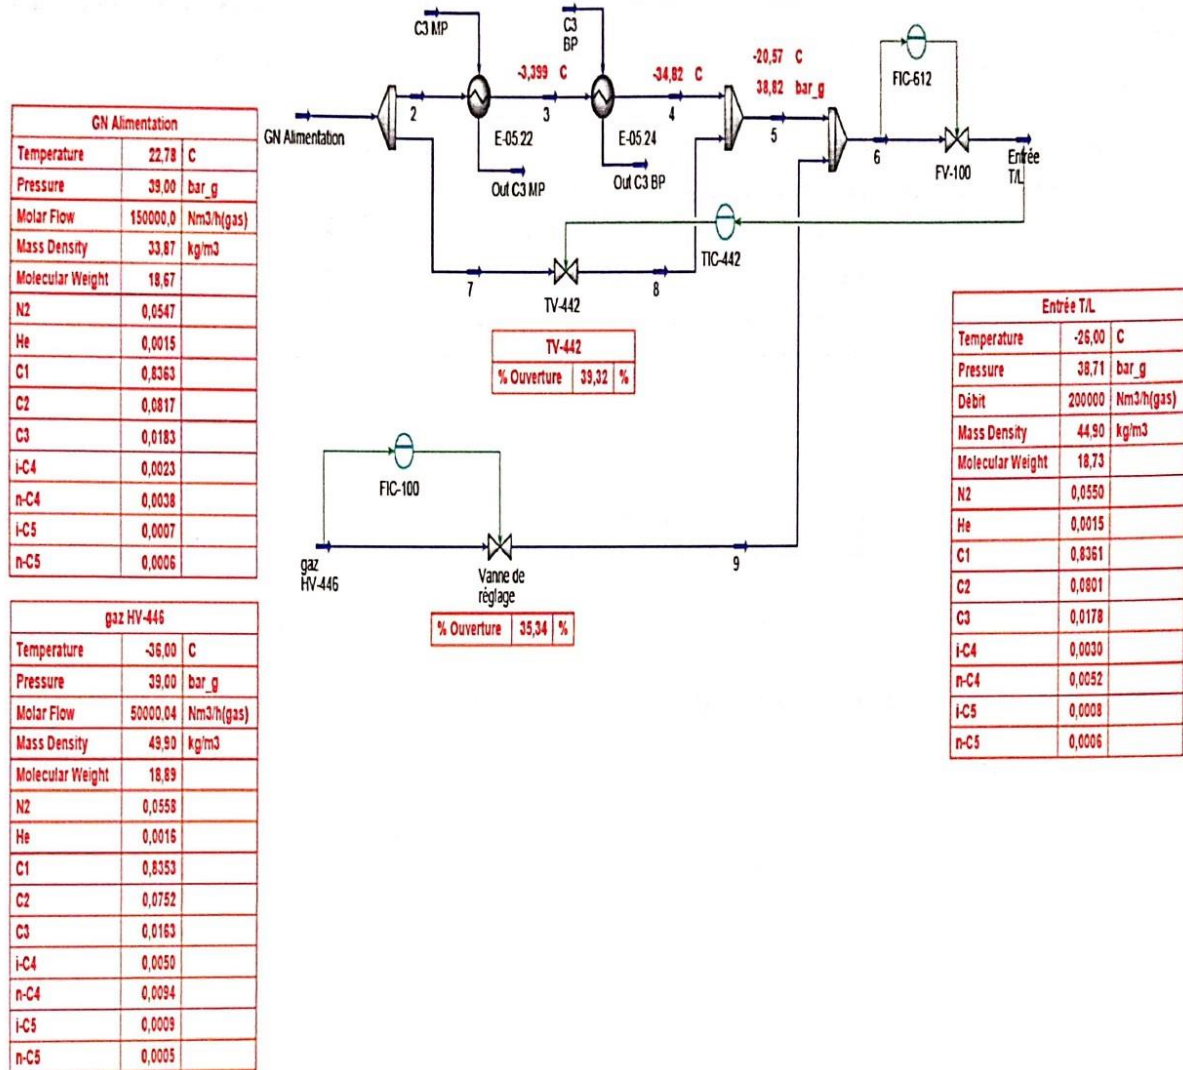 C3 MP
C3
BP
-3,399 C
-34,82 C
-20,57 C
38,82 bar_g
FIC-612
GN Alimentation
2
E-0522
3
E-0524
4
5
6
FV-100
Entrée
T/L
Out C3 MP
Out C3 BP
TIC-442
7
TV-442
8
TV-442
% Ouverture 39,32 %
FIC-100
gaz
HV-446
Vanne de
réglage
9
% Ouverture 35,34 %
GN Alimentation
Temperature 22,78 C
Pressure 39,00 bar_g
Molar Flow 150000,0 Nm3/h(gas)
Mass Density 33,87 kg/m3
Molecular Weight 18,67
N2 0,0547
He 0,0015
C1 0,8363
C2 0,0817
C3 0,0183
i-C4 0,0023
n-C4 0,0038
i-C5 0,0007
n-C5 0,0006
gaz HV-446
Temperature -36,00 C
Pressure 39,00 bar_g
Molar Flow 50000,04 Nm3/h(gas)
Mass Density 49,90 kg/m3
Molecular Weight 18,89
N2 0,0558
He 0,0016
C1 0,8353
C2 0,0752
C3 0,0163
i-C4 0,0050
n-C4 0,0094
i-C5 0,0009
n-C5 0,0005
Entrée T/L
Temperature -26,00 C
Pressure 38,71 bar_g
Débit 200000 Nm3/h(gas)
Mass Density 44,90 kg/m3
Molecular Weight 18,73
N2 0,0550
He 0,0015
C1 0,8361
C2 0,0801
C3 0,0178
i-C4 0,0030
n-C4 0,0052
i-C5 0,0008
n-C5 0,0006